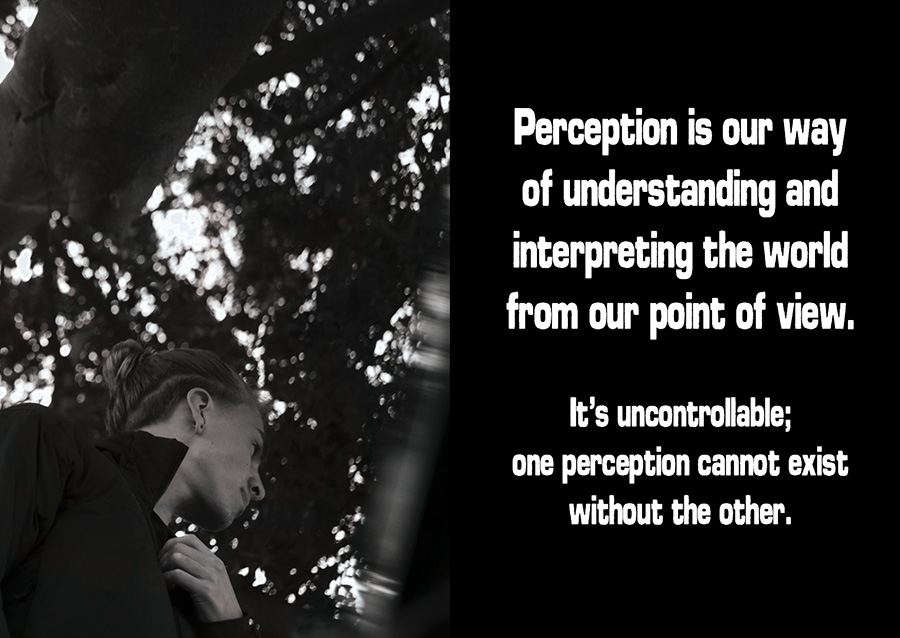 Perception is our way
of understanding and
interpreting the world
from our point of view.
It’s uncontrollable;
one perception cannot exist
without the other.